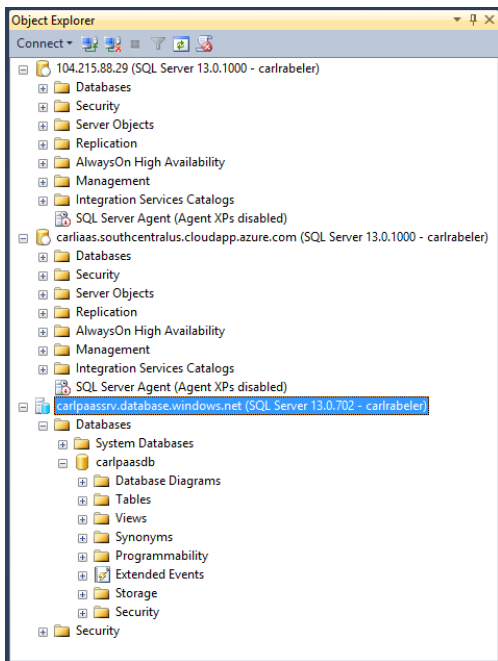 Object Explorer
Connect
104.215.88.29 (SQL Server 13.0.1000 - carlrabeler)
Databases
Security
Server Objects
Replication
AlwaysOn High Availability
Management
Integration Services Catalogs
SQL Server Agent (Agent XPs disabled)
carliaas.southcentralus.cloudapp.azure.com (SQL Server 13.0.1000 - carlrabeler)
Databases
Security
Server Objects
Replication
AlwaysOn High Availability
Management
Integration Services Catalogs
SQL Server Agent (Agent XPs disabled)
carlpaassrv.database.windows.net (SQL Server 13.0.702 - carlrabeler)
Databases
System Databases
carlpaasdb
Database Diagrams
Tables
Views
Synonyms
Programmability
Extended Events
Storage
Security
Security